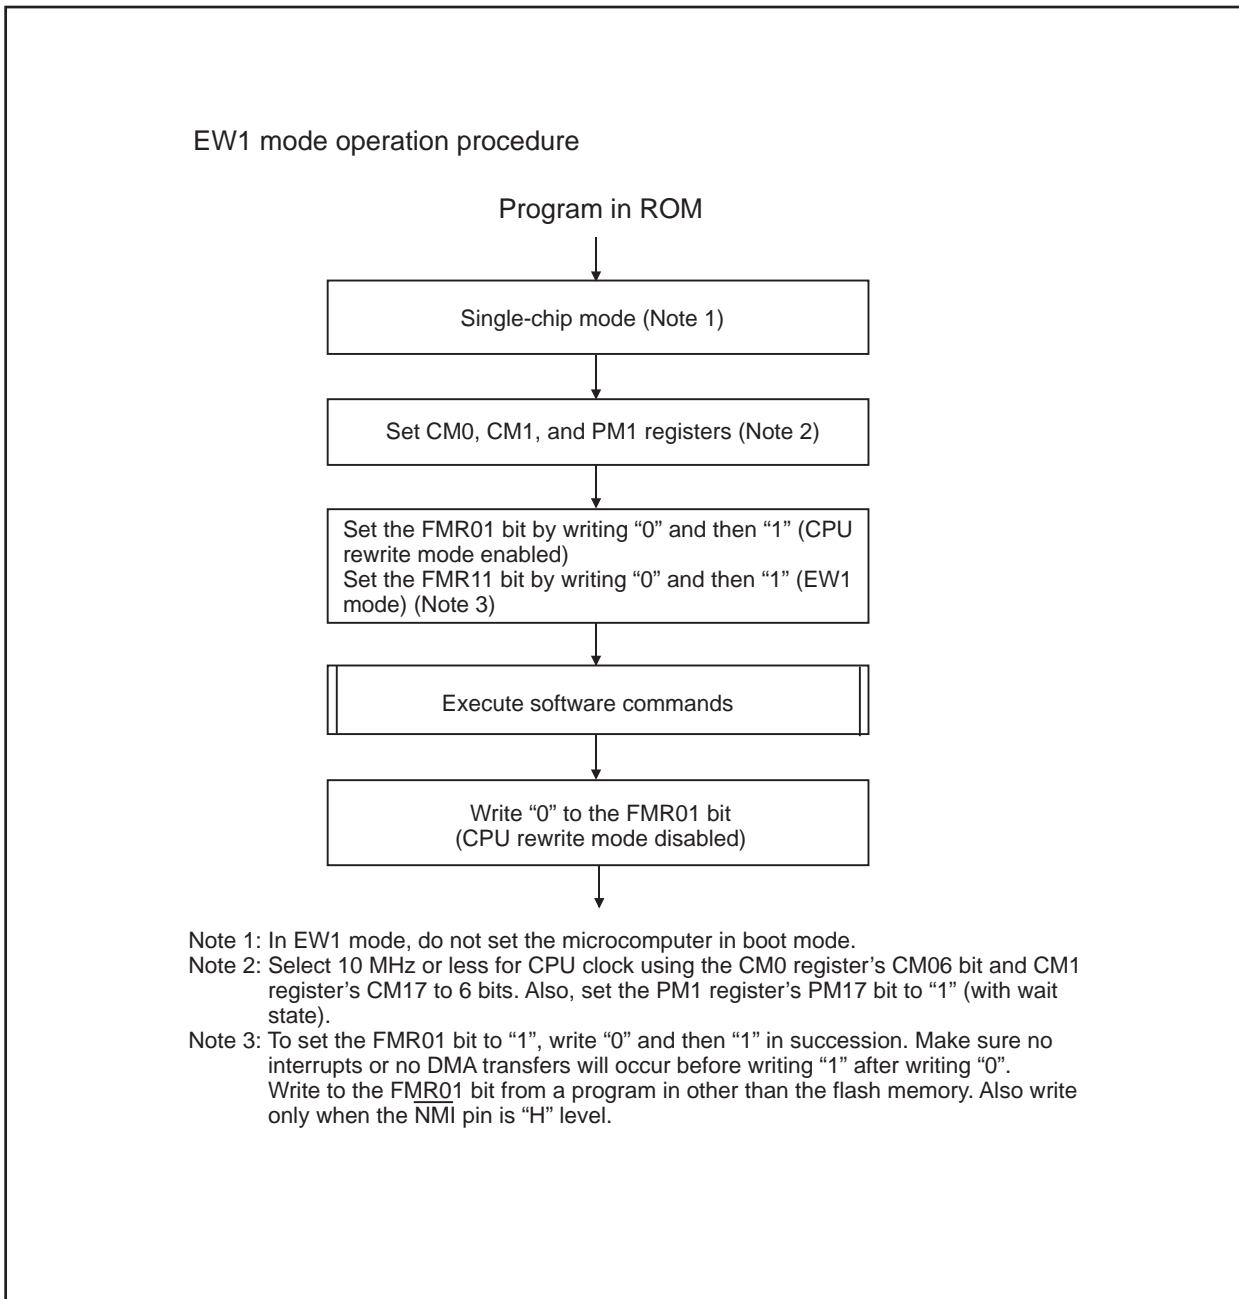 EW1 mode operation procedure
Program in ROM
Single-chip mode (Note 1)
Set CM0, CM1, and PM1 registers (Note 2)
Set the FMR01 bit by writing “0” and then “1” (CPU
rewrite mode enabled)
Set the FMR11 bit by writing “0” and then “1” (EW1
mode) (Note 3)
Execute software commands
Write “0” to the FMR01 bit
(CPU rewrite mode disabled)
Note 1: In EW1 mode, do not set the microcomputer in boot mode.
Note 2: Select 10 MHz or less for CPU clock using the CM0 register’s CM06 bit and CM1
register’s CM17 to 6 bits. Also, set the PM1 register’s PM17 bit to “1” (with wait
state).
Note 3: To set the FMR01 bit to “1”, write “0” and then “1” in succession. Make sure no
interrupts or no DMA transfers will occur before writing “1” after writing “0”.
Write to the FMR01 bit from a program in other than the flash memory. Also write
only when the NMI pin is “H” level.